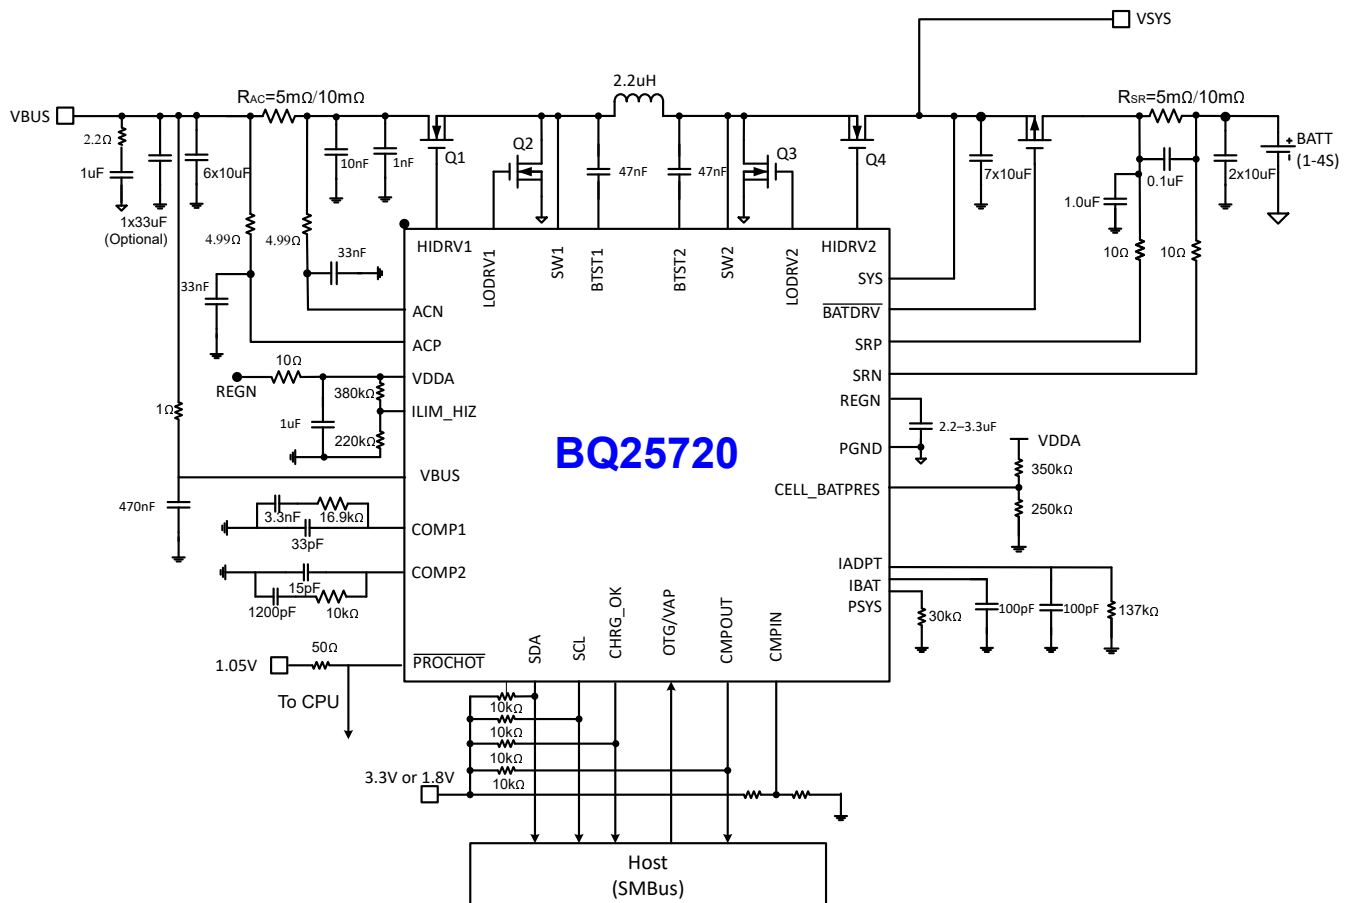 VSYS
2.2uH
RAC=5mΩ/10mΩ
RSR=5mΩ/10mΩ
VBUS
2.2Ω
1uF
6x10uF
1x33uF
(Optional)
10nF
1nF
Q1
Q2
47nF
47nF
Q3
Q4
7x10uF
0.1uF
1.0uF
2x10uF
BATT
(1-4S)
4.99Ω
4.99Ω
33nF
33nF
10Ω
10Ω
HIDRV1
LODRV1
SW1
BTST1
BTST2
SW2
LODRV2
HIDRV2
SYS
BATDRV
SRP
SRN
REGN
PGND
CELL_BATPRES
IADPT
IBAT
PSYS
ACN
ACP
VDDA
ILIM_HIZ
VBUS
COMP1
COMP2
PROCHOT
SDA
SCL
CHRG_OK
OTG/VAP
CMPOUT
CMPIN
BQ25720
10Ω
REGN
380kΩ
1uF
220kΩ
1Ω
470nF
3.3nF
16.9kΩ
33pF
15pF
1200pF
10kΩ
2.2–3.3uF
VDDA
350kΩ
250kΩ
30kΩ
100pF
100pF
137kΩ
1.05V
50Ω
To CPU
10kΩ
10kΩ
10kΩ
10kΩ
3.3V or 1.8V
Host
(SMBus)